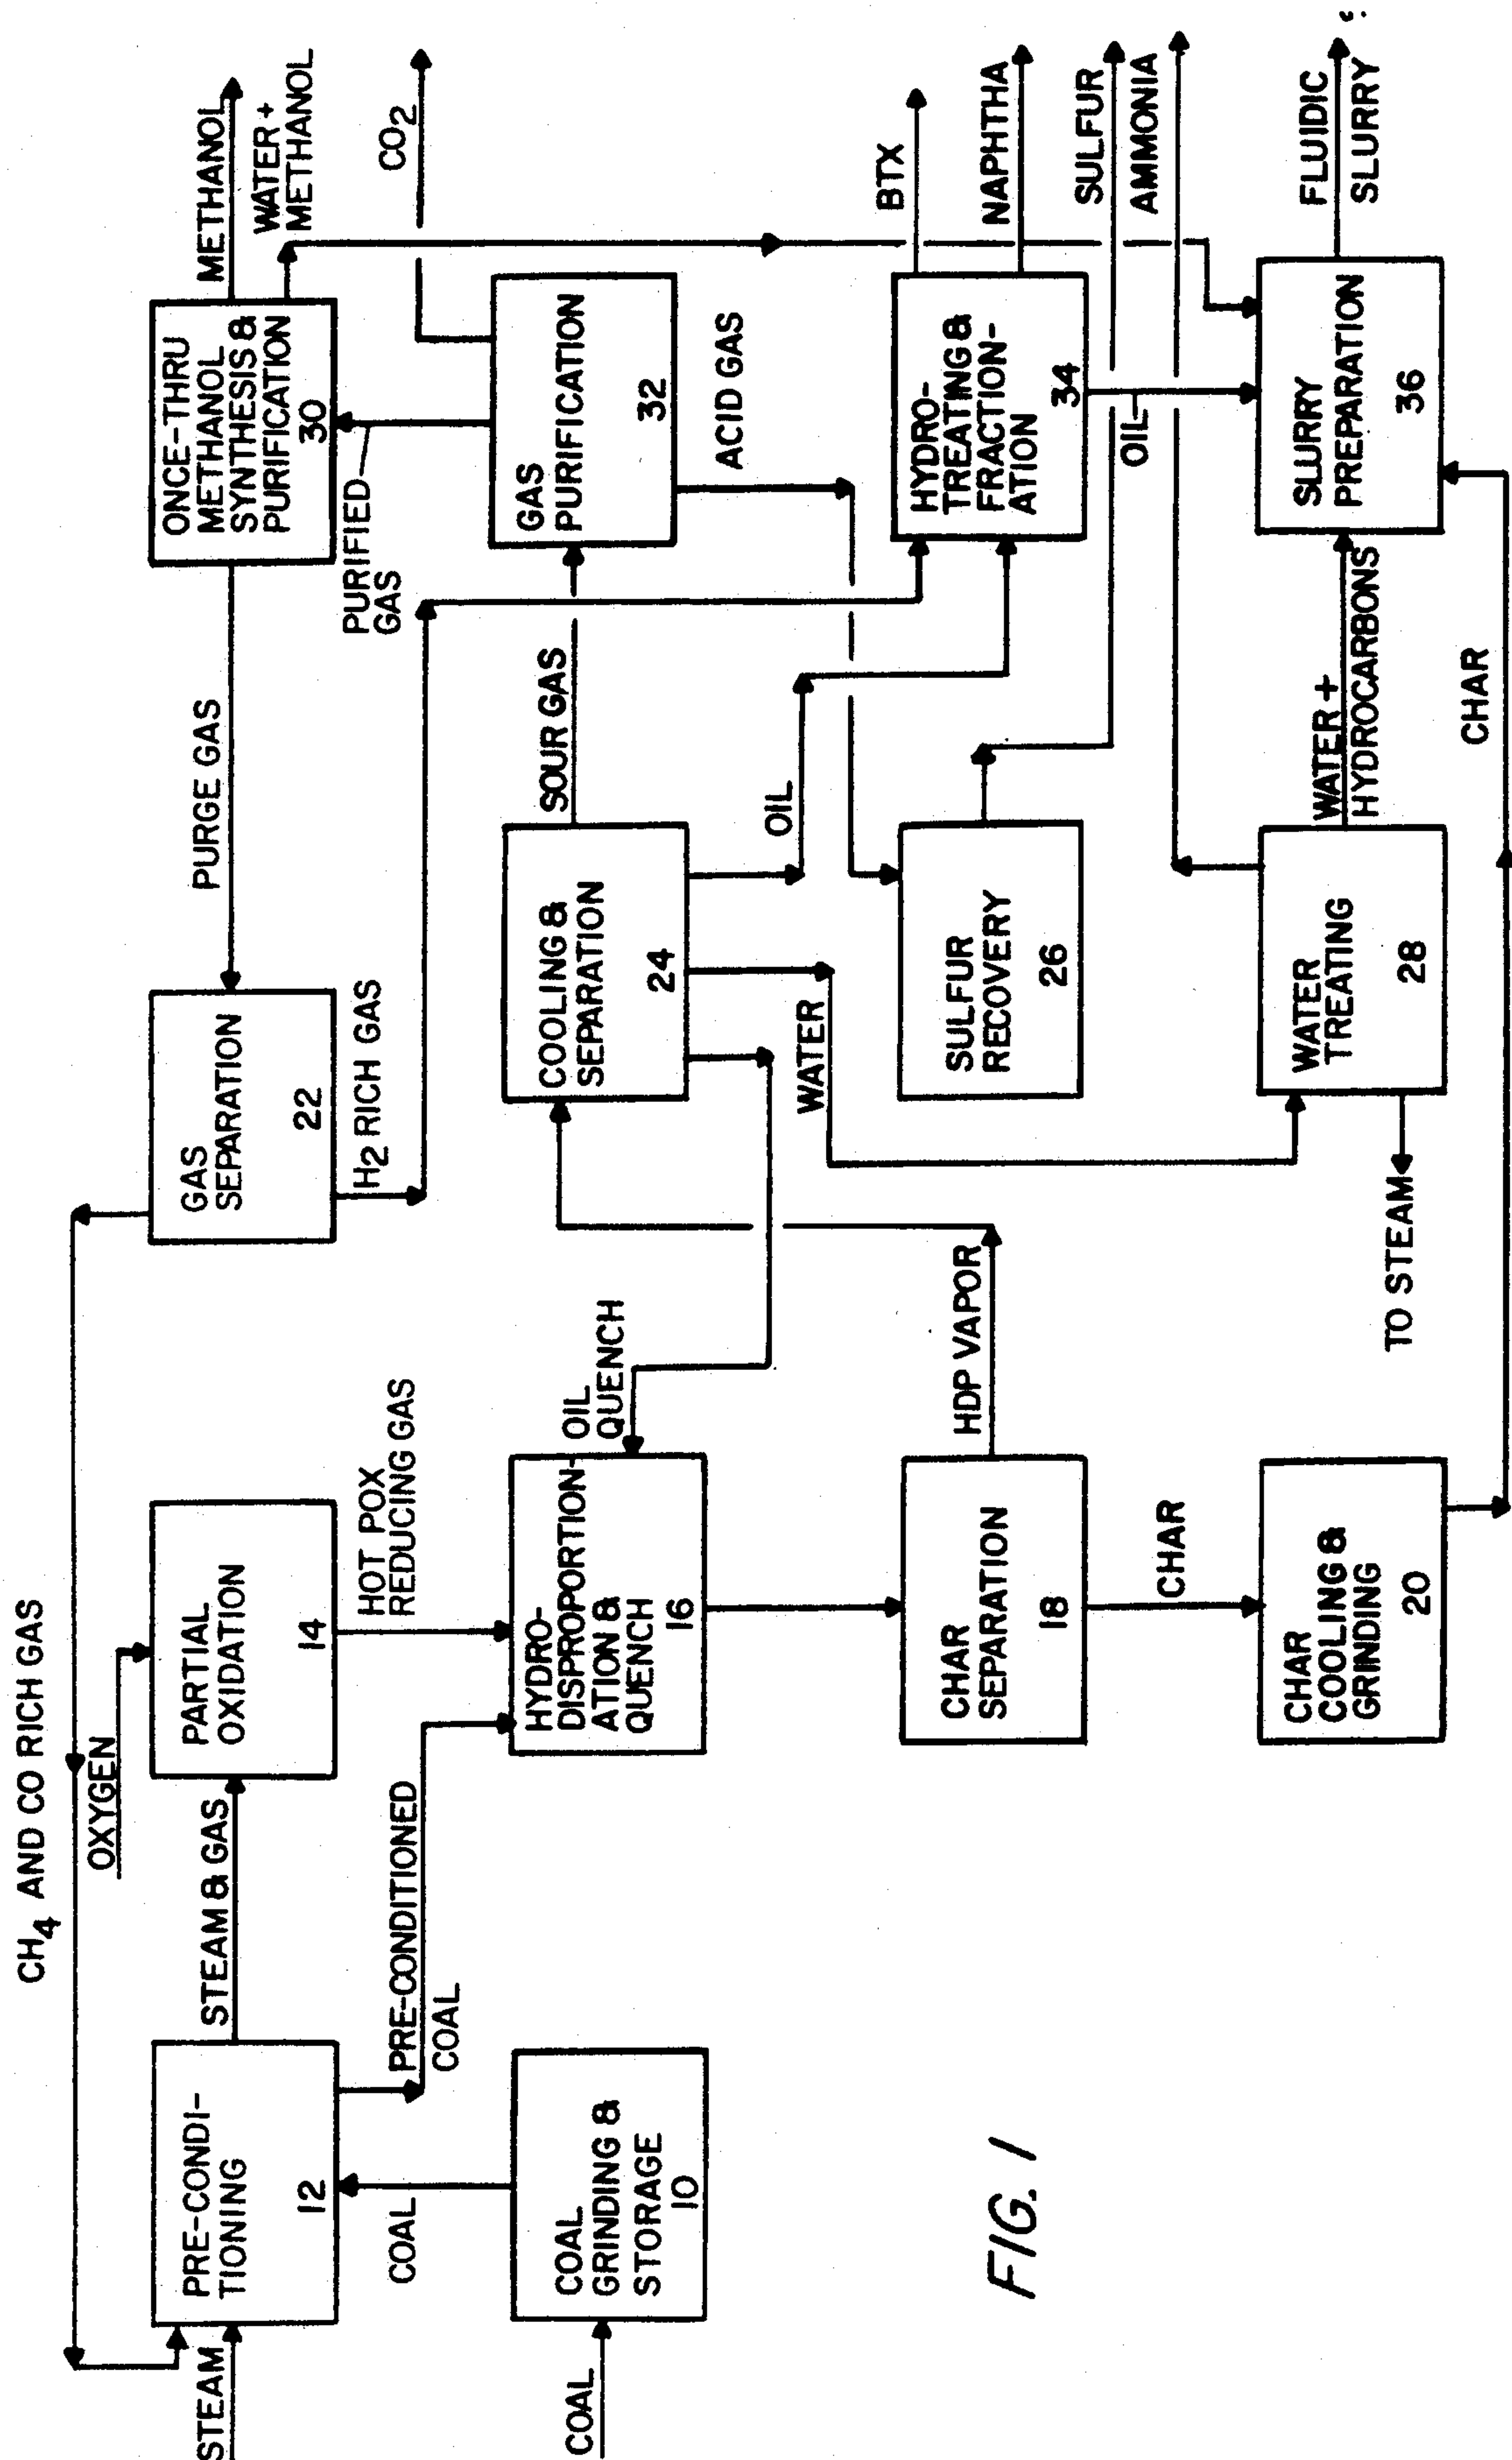 CH4 AND CO RICH GAS
OXYGEN
STEAM
PRE-CONDI-
TIONING
12
STEAM & GAS
PARTIAL
OXIDATION
14
GAS
SEPARATION
22
PURGE GAS
ONCE-THRU
METHANOL
SYNTHESIS &
PURIFICATION
30
METHANOL
WATER+
METHANOL
COAL
PRE-CONDITIONED
COAL
HOT POX
REDUCING GAS
H2 RICH GAS
PURIFIED
GAS
CO2
COAL
COAL
GRINDING &
STORAGE
10
HYDRO-
DISPROPORTION-
ATION &
QUENCH
16
OIL
QUENCH
COOLING &
SEPARATION
24
SOUR GAS
GAS
PURIFICATION
32
ACID GAS
WATER
OIL
CHAR
SEPARATION
18
HDP VAPOR
SULFUR
RECOVERY
26
HYDRO-
TREATING &
FRACTION-
ATION
34
BTX
NAPHTHA
SULFUR
AMMONIA
CHAR
OIL
CHAR
COOLING &
GRINDING
20
TO STEAM
WATER
TREATING
28
WATER +
HYDROCARBONS
SLURRY
PREPARATION
36
FLUIDIC
SLURRY
CHAR
FIG. 1